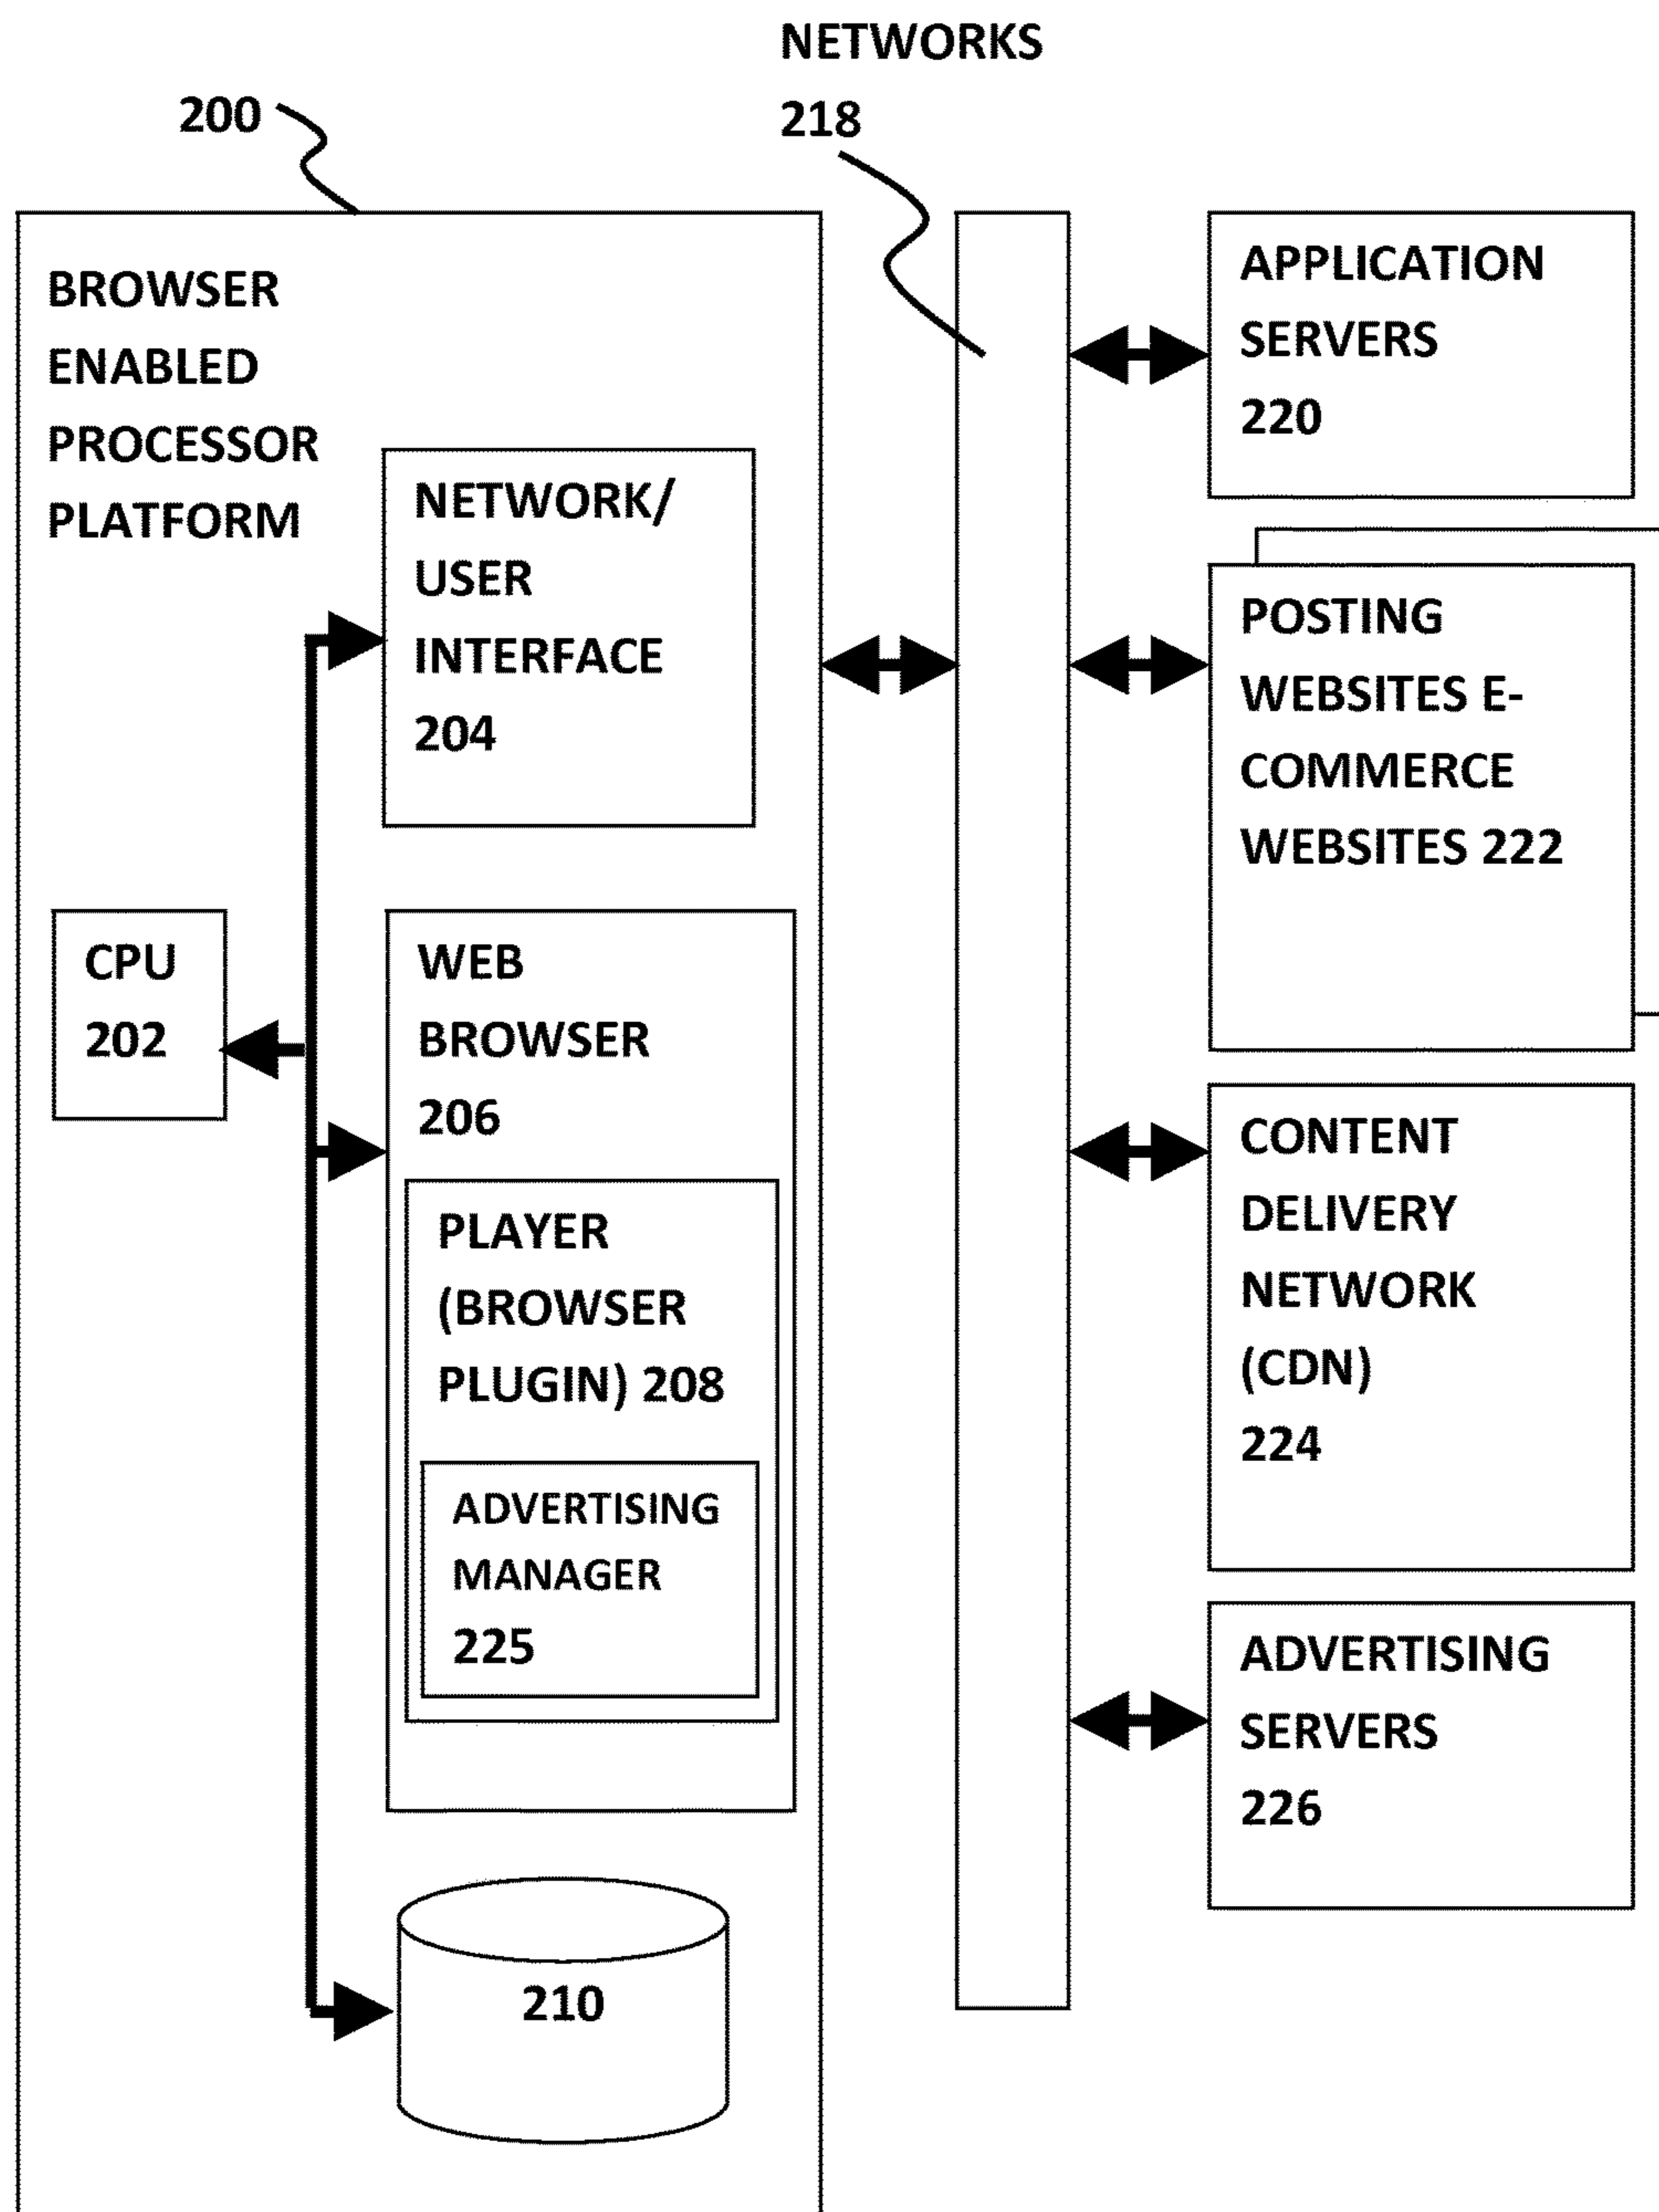 NETWORKS
218
200
BROWSER
ENABLED
PROCESSOR
PLATFORM
NETWORK/
USER
INTERFACE
204
CPU
202
WEB
BROWSER
206
PLAYER
(BROWSER
PLUGIN) 208
ADVERTISING
MANAGER
225
210
APPLICATION
SERVERS
220
POSTING
WEBSITES E-
COMMERCE
WEBSITES 222
CONTENT
DELIVERY
NETWORK
(CDN)
224
ADVERTISING
SERVERS
226